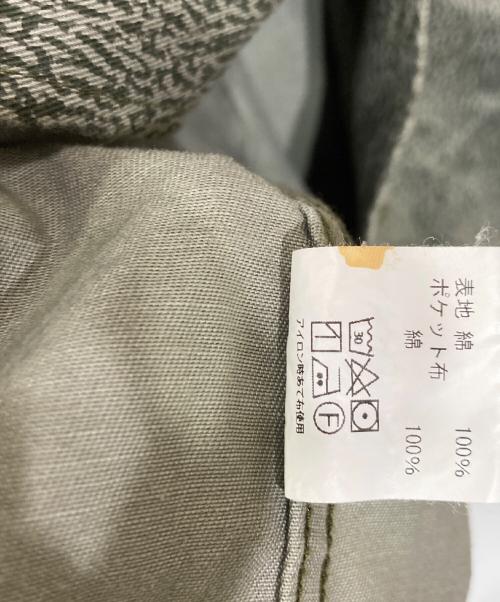 表地 綿 100%
ポケット布
綿 100%
30
F
アイロン時あて布使用